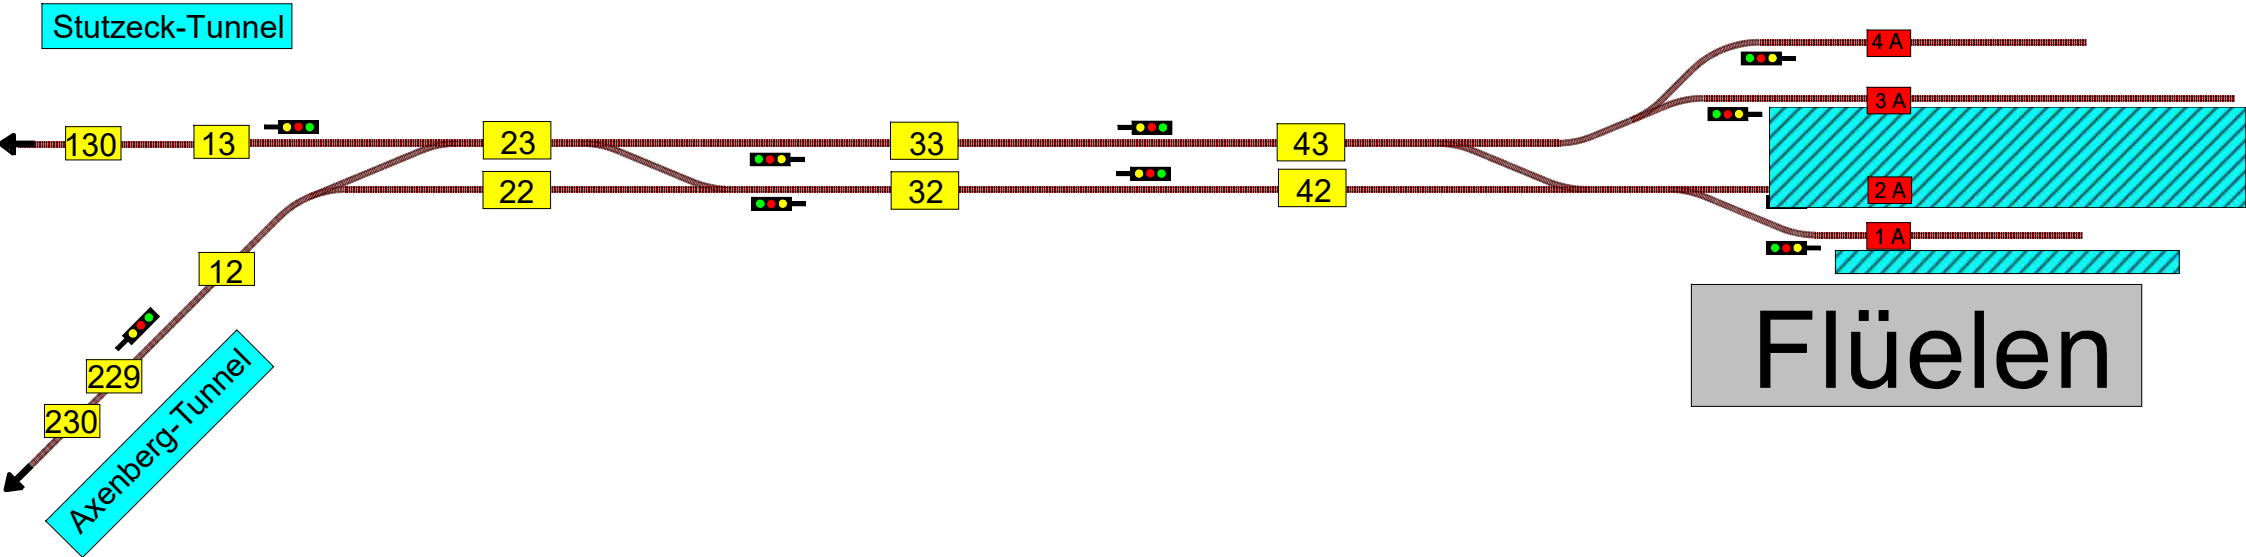 Stutzeck-Tunnel
4 A
3 A
130
13
23
33
43
22
32
42
2 A
1 A
12
229
230
Axenberg-Tunnel
Flüelen